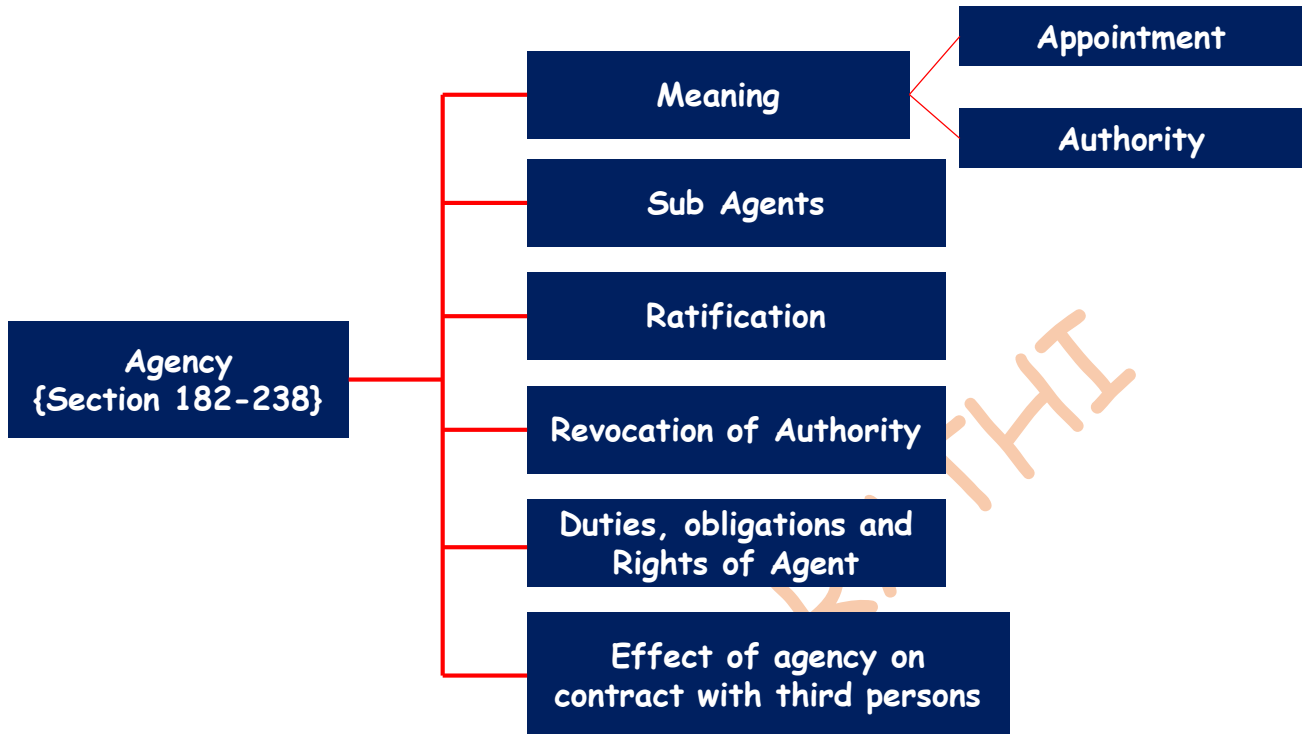 Appointment
Meaning
Authority
Sub Agents
Ratification
Agency
{Section 182-238}
Revocation of Authority
Duties, obligations and
Rights of Agent
Effect of agency on
contract with third persons